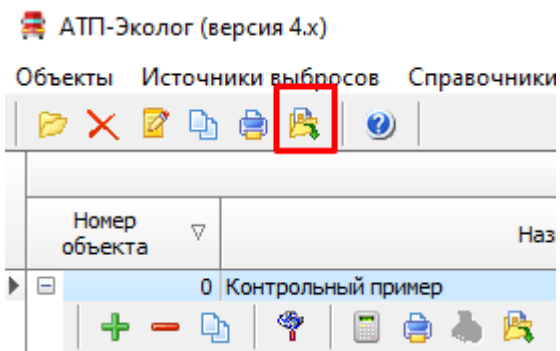 АТП-Эколог (версия 4.x)
Объекты Источники выбросов Справочники
Номер
объекта
Наз
0 Контрольный пример